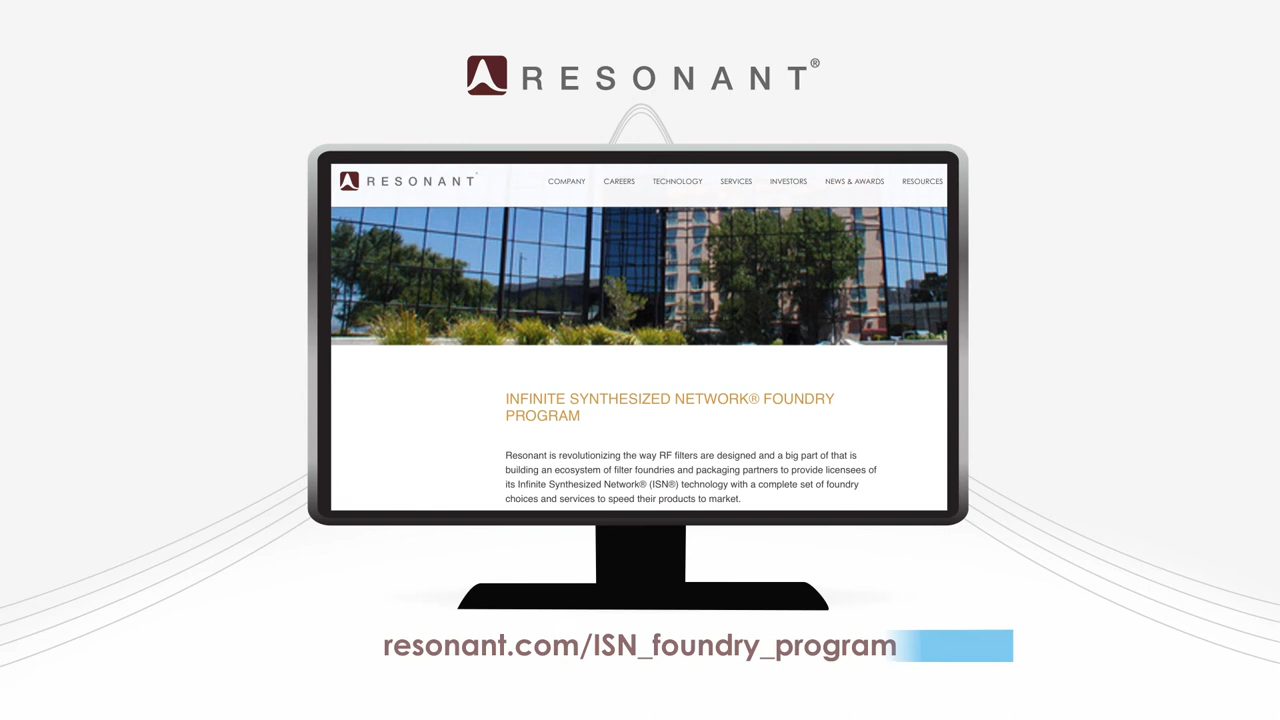 RESONANT®
RESONANT
COMPANY CAREERS TECHNOLOGY SERVICES INVESTORS NEWS & AWARDS RESOURCES
INFINITE SYNTHESIZED NETWORK® FOUNDRY
PROGRAM
Resonant is revolutionizing the way RF filters are designed and a big part of that is
building an ecosystem of filter foundries and packaging partners to provide licensees of
its Infinite Synthesized Network® (ISN®) technology with a complete set of foundry
choices and services to speed their products to market.
resonant.com/ISN_foundry_program